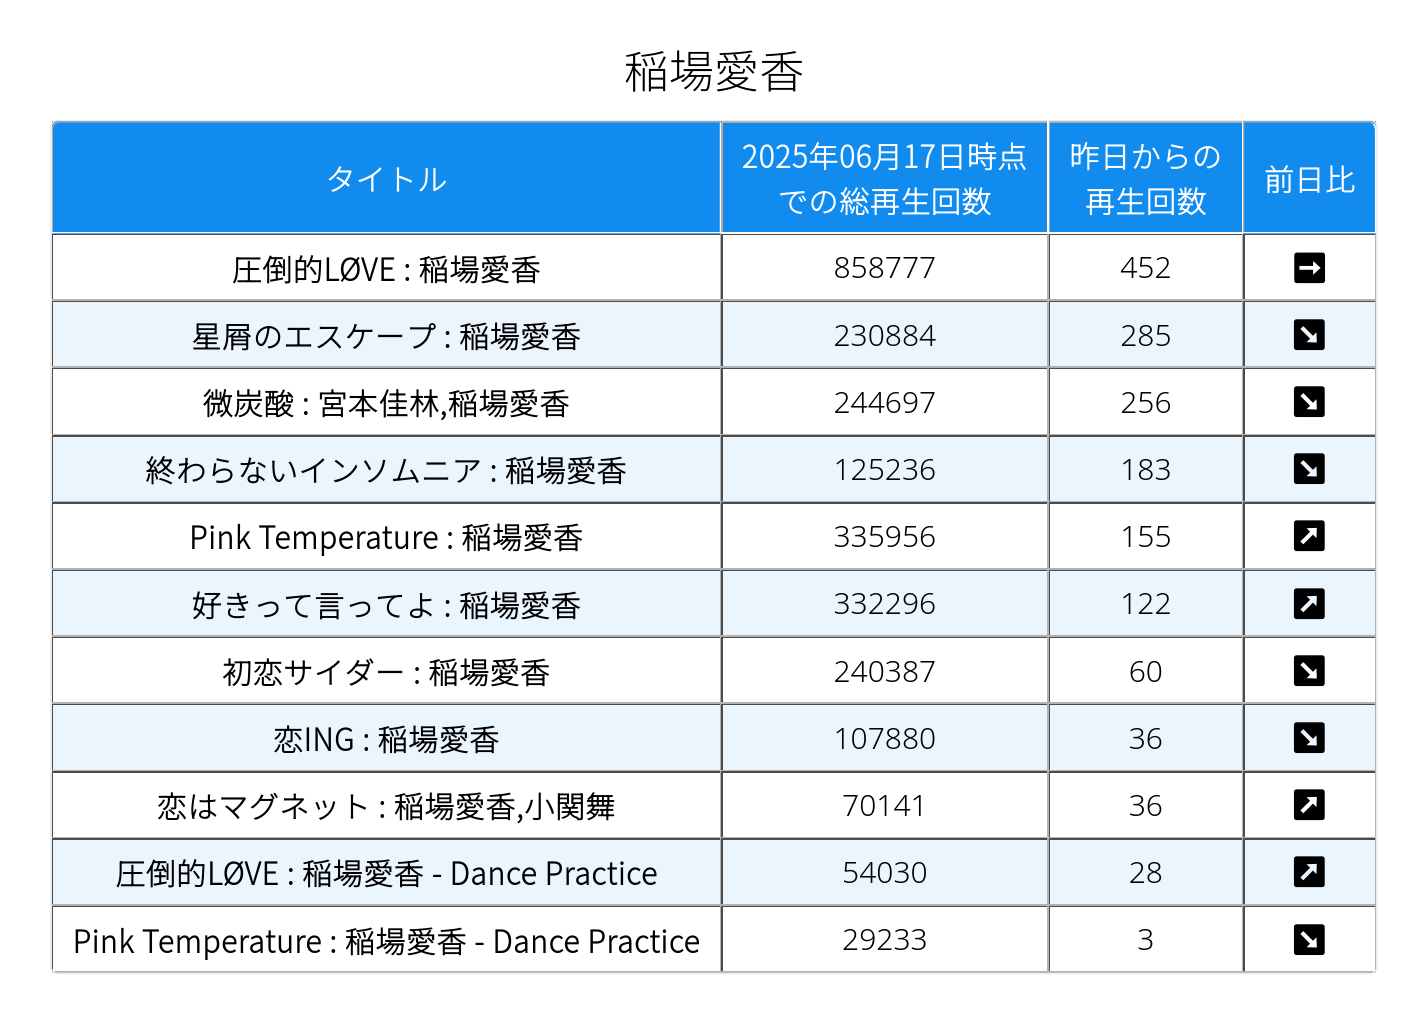 稲場愛香
タイトル
2025年06月17日時点
での総再生回数
昨日からの
再生回数
前日比
圧倒的LØVE : 稲場愛香 858777 452 ➡
星屑のエスケープ : 稲場愛香 230884 285 ↘
微炭酸 : 宮本佳林,稲場愛香 244697 256 ↘
終わらないインソムニア : 稲場愛香 125236 183 ↘
Pink Temperature : 稲場愛香 335956 155 ↗
好きって言ってよ : 稲場愛香 332296 122 ↗
初恋サイダー : 稲場愛香 240387 60 ↘
恋ING : 稲場愛香 107880 36 ↘
恋はマグネット : 稲場愛香,小関舞 70141 36 ↗
圧倒的LØVE : 稲場愛香 - Dance Practice 54030 28 ↗
Pink Temperature : 稲場愛香 - Dance Practice 29233 3 ↘